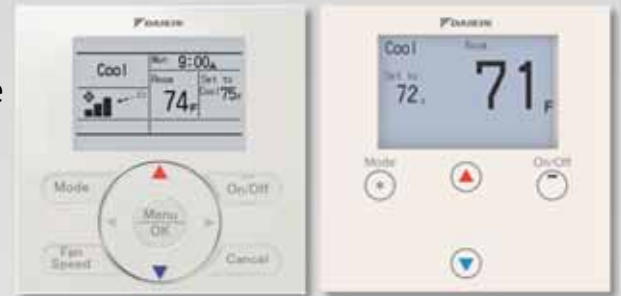 e
DAIKIN
Cool
Mon 9:00A
Room
74F
Set to
Cool 75F
Mode
On/Off
Menu
OK
Fan
Speed
Cancel
DAIKIN
Cool
Room
71F
Set to
72
Mode
On/Off